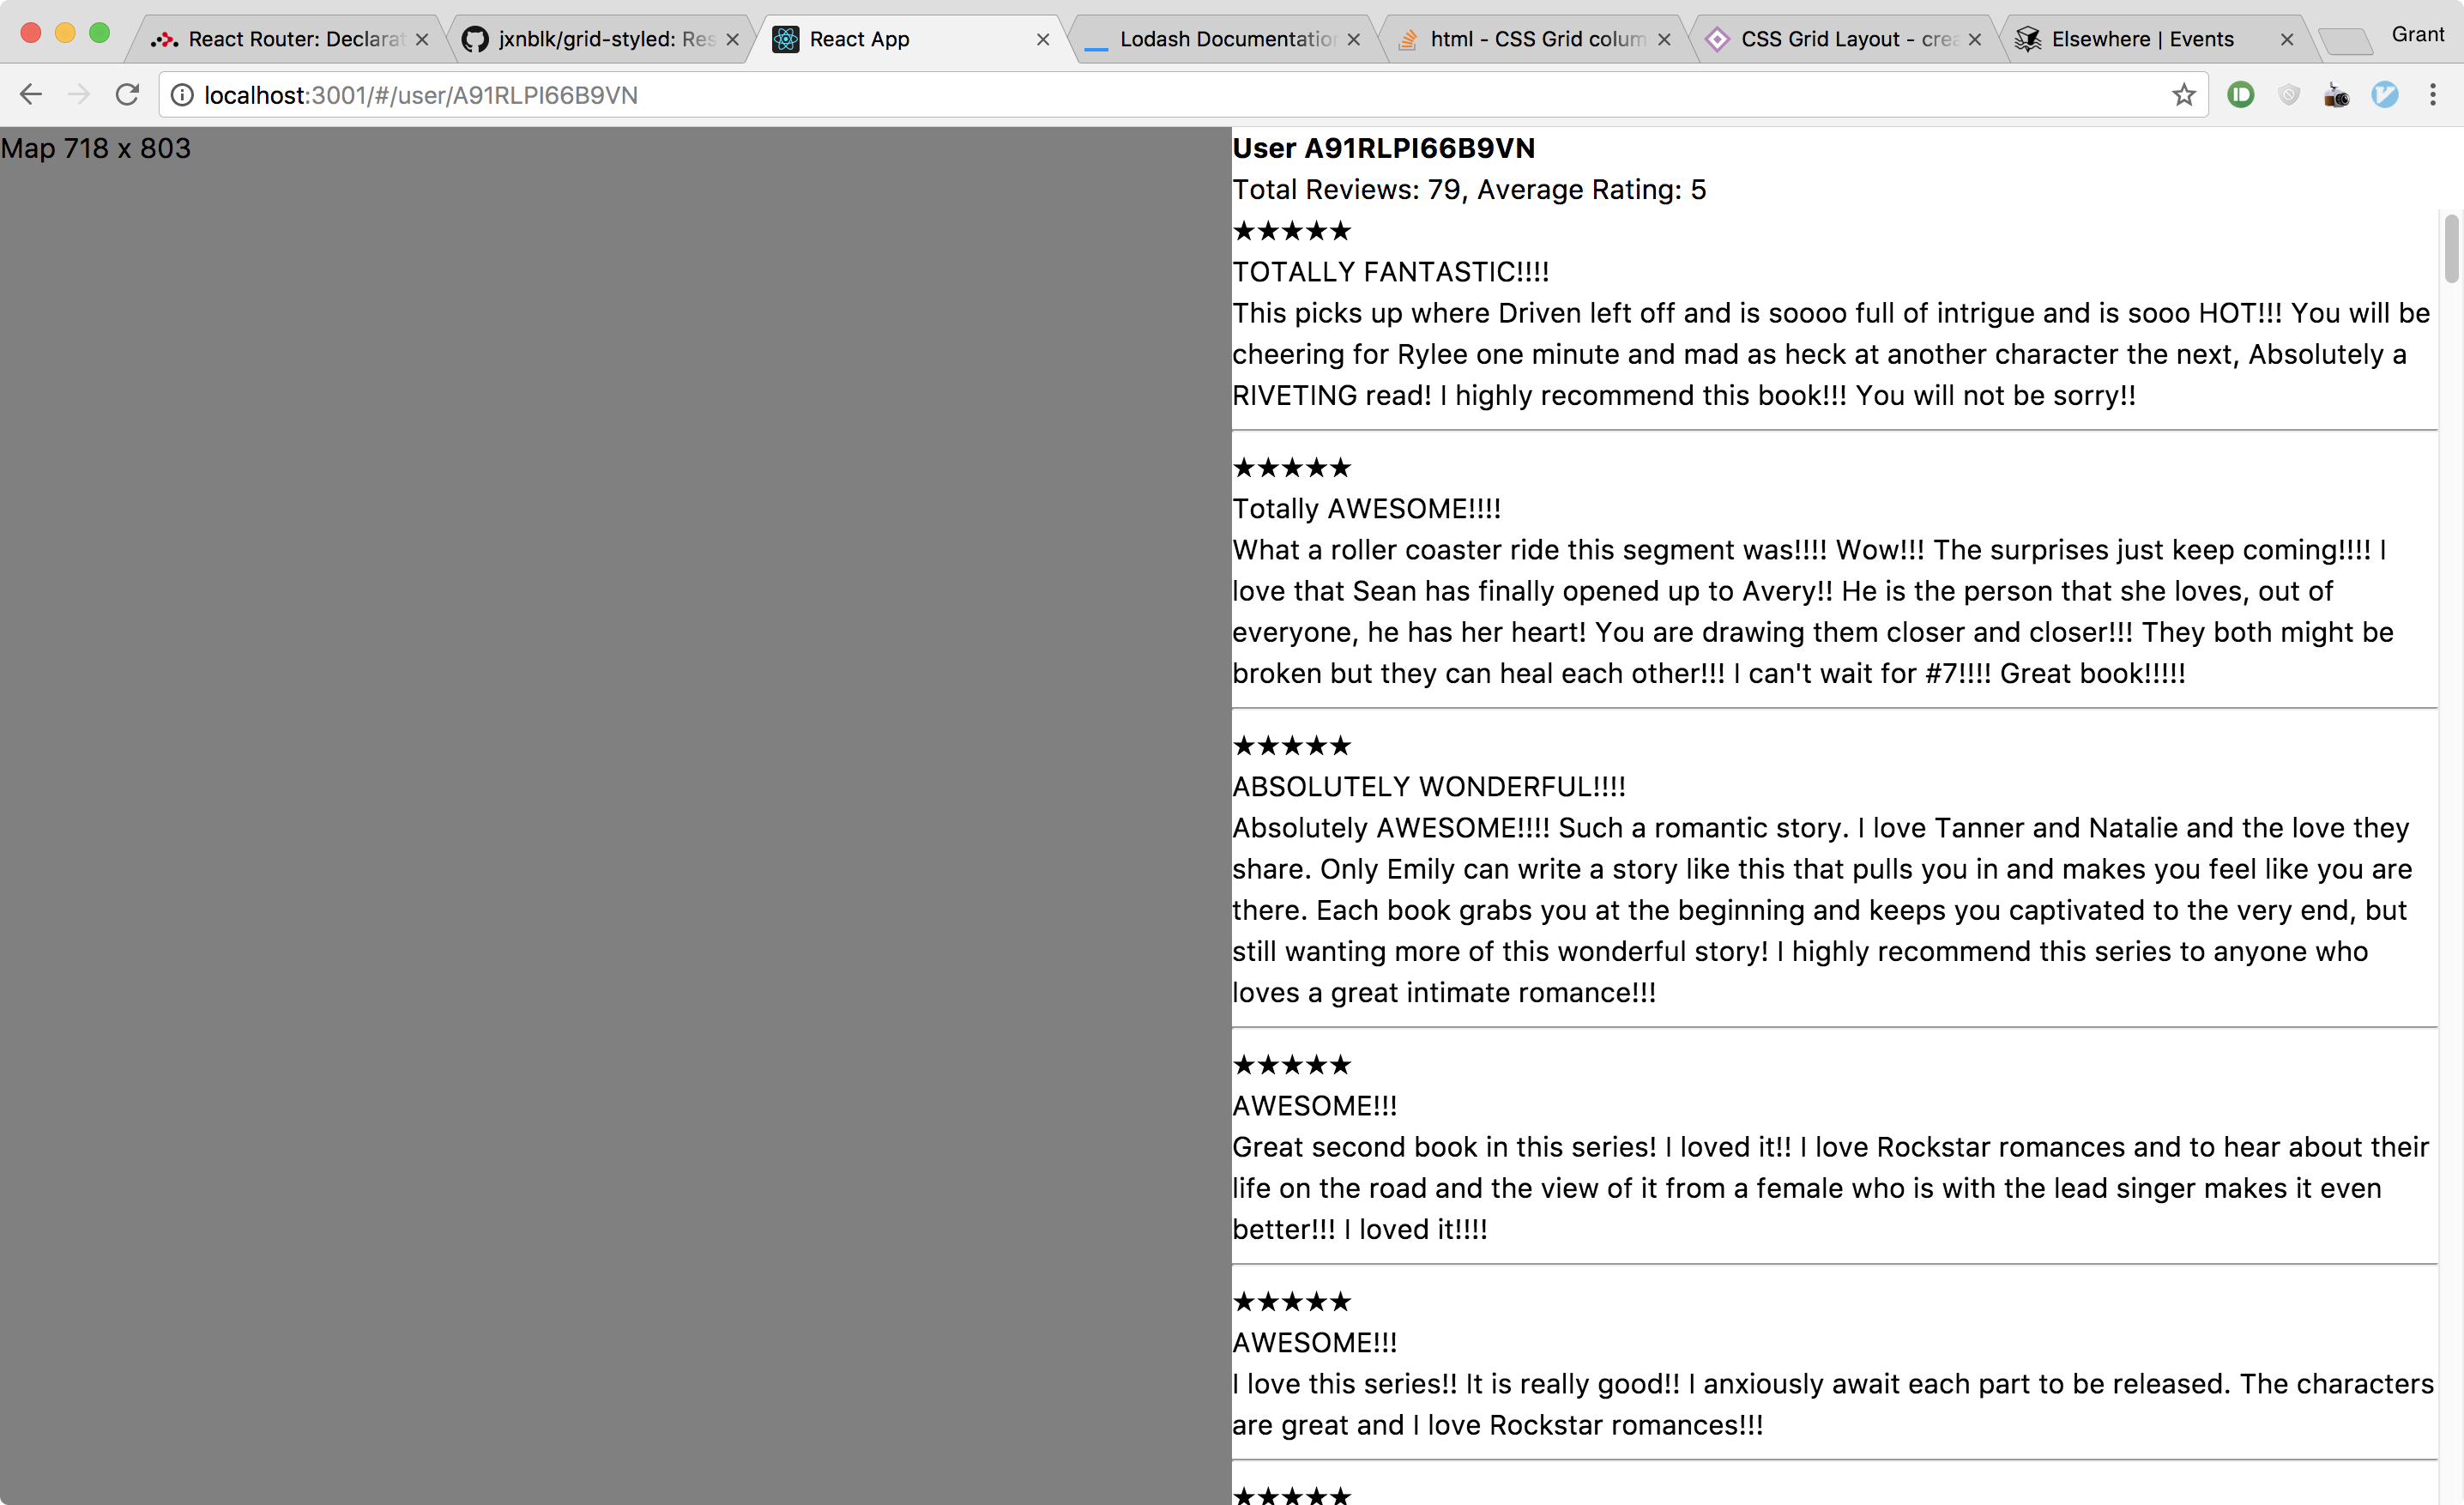 React Router: Declarat
jxnblk/grid-styled: Res
React App
Lodash Documentation
html - CSS Grid colum
CSS Grid Layout - crea
Elsewhere | Events
Grant
localhost:3001/#/user/A91RLPI66B9VN
Map 718 x 803
User A91RLPI66B9VN
Total Reviews: 79, Average Rating: 5
★★★★★
TOTALLY FANTASTIC!!!!
This picks up where Driven left off and is soooo full of intrigue and is sooo HOT!!! You will be
cheering for Rylee one minute and mad as heck at another character the next, Absolutely a
RIVETING read! I highly recommend this book!!! You will not be sorry!!
★★★★★
Totally AWESOME!!!!
What a roller coaster ride this segment was!!!! Wow!!! The surprises just keep coming!!!! I
love that Sean has finally opened up to Avery!! He is the person that she loves, out of
everyone, he has her heart! You are drawing them closer and closer!!! They both might be
broken but they can heal each other!!! I can't wait for #7!!!! Great book!!!!!
★★★★★
ABSOLUTELY WONDERFUL!!!!
Absolutely AWESOME!!!! Such a romantic story. I love Tanner and Natalie and the love they
share. Only Emily can write a story like this that pulls you in and makes you feel like you are
there. Each book grabs you at the beginning and keeps you captivated to the very end, but
still wanting more of this wonderful story! I highly recommend this series to anyone who
loves a great intimate romance!!!
★★★★★
AWESOME!!!
Great second book in this series! I loved it!! I love Rockstar romances and to hear about their
life on the road and the view of it from a female who is with the lead singer makes it even
better!!! I loved it!!!!
★★★★★
AWESOME!!!
I love this series!! It is really good!! I anxiously await each part to be released. The characters
are great and I love Rockstar romances!!!
★★★★★